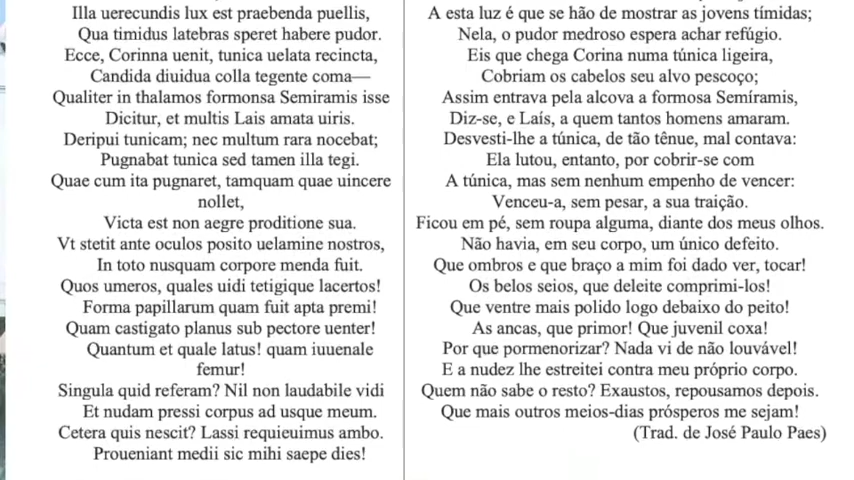 Illa uerecundis lux est praebenda puellis,
Qua timidus latebras speret habere pudor.
Ecce, Corinna uenit, tunica uelata recincta,
Candida diuidua colla tegente coma—
Qualiter in thalamos formonsa Semiramis isse
Dicitur, et multis Lais amata uiris.
Deripui tunicam; nec multum rara nocebat;
Pugnabat tunica sed tamen illa tegi.
Quae cum ita pugnaret, tamquam quae uincere
nollet,
Victa est non aegre proditione sua.
Vt stetit ante oculos posito uelamine nostros,
In toto nusquam corpore menda fuit.
Quos umeros, quales uidi tetigique lacertos!
Forma papillarum quam fuit apta premi!
Quam castigato planus sub pectore uenter!
Quantum et quale latus! quam iuuenale
femur!
Singula quid referam? Nil non laudabile vidi
Et nudam pressi corpus ad usque meum.
Cetera quis nescit? Lassi requieuimus ambo.
Proueniant medii sic mihi saepe dies!
A esta luz é que se hão de mostrar as jovens tímidas;
Nela, o pudor medroso espera achar refúgio.
Eis que chega Corina numa túnica ligeira,
Cobriam os cabelos seu alvo pescoço;
Assim entrava pela alcova a formosa Semíramis,
Diz-se, e Laís, a quem tantos homens amaram.
Desvesti-lhe a túnica, de tão tênue, mal contava:
Ela lutou, entanto, por cobrir-se com
A túnica, mas sem nenhum empenho de vencer:
Venceu-a, sem pesar, a sua traição.
Ficou em pé, sem roupa alguma, diante dos meus olhos.
Não havia, em seu corpo, um único defeito.
Que ombros e que braço a mim foi dado ver, tocar!
Os belos seios, que deleite comprimi-los!
Que ventre mais polido logo debaixo do peito!
As ancas, que primor! Que juvenil coxa!
Por que pormenorizar? Nada vi de não louvável!
E a nudez lhe estreitei contra meu próprio corpo.
Quem não sabe o resto? Exaustos, repousamos depois.
Que mais outros meios-dias prósperos me sejam!
(Trad. de José Paulo Paes)